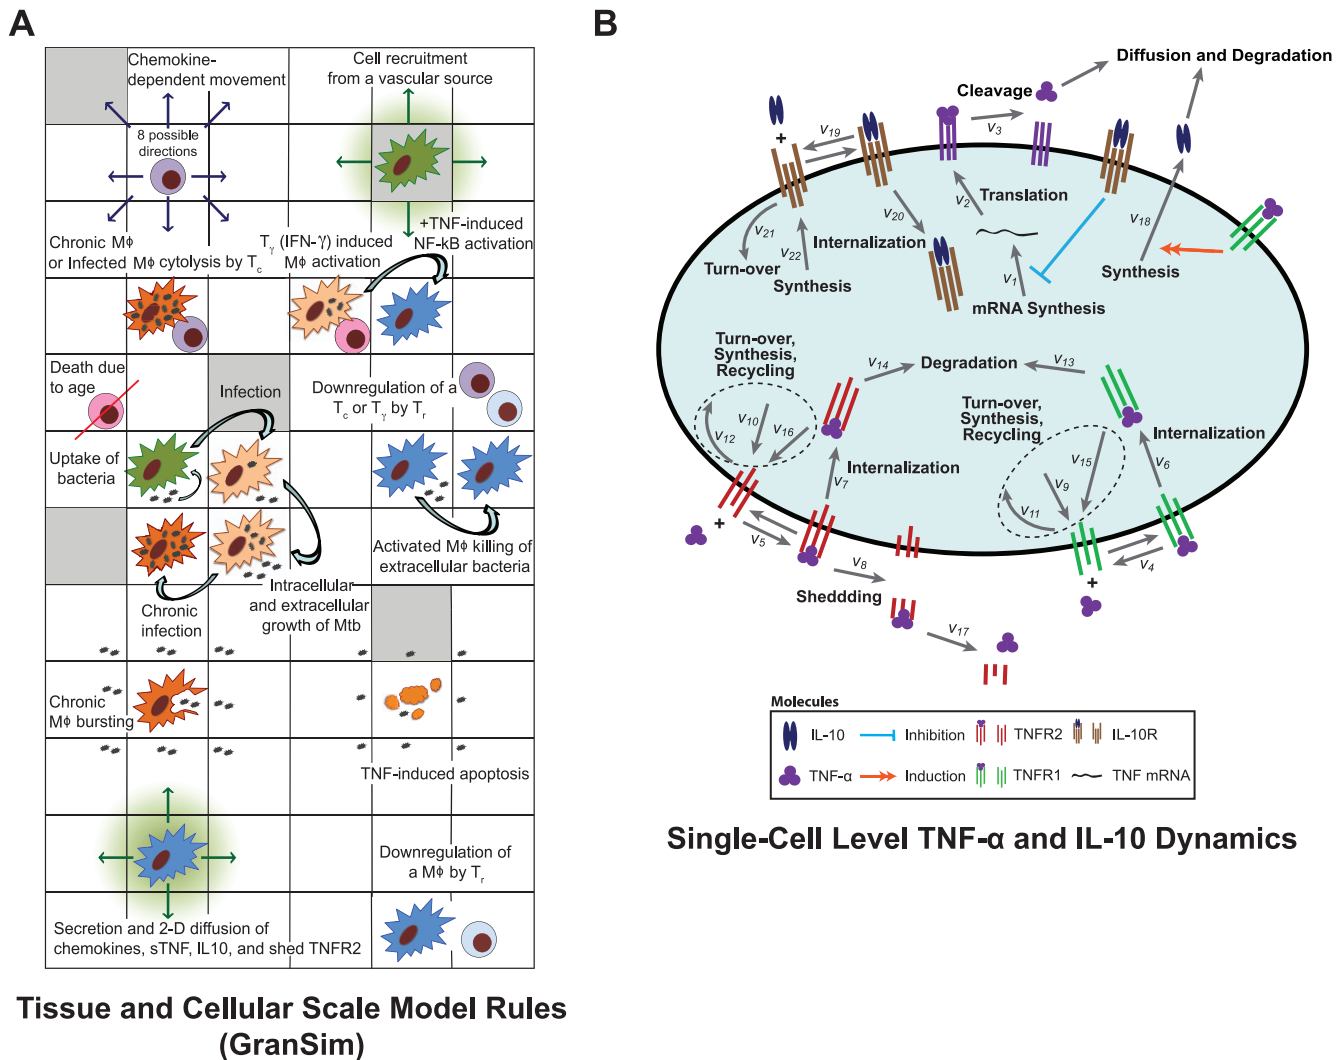 A
Chemokine-
dependent movement
8 possible
directions
Cell recruitment
from a vascular source
Chronic Mϕ
or Infected Mϕ cytolysis by Tc
Tγ (IFN-γ) induced
Mϕ activation
+TNF-induced
NF-kB activation
Death due
to age
Infection
Downregulation of a
Tc or Tγ by Tr
Uptake of
bacteria
Activated Mϕ killing of
extracellular bacteria
Intracellular
and extracellular
growth of Mtb
Chronic
infection
Chronic
Mϕ bursting
TNF-induced apoptosis
Downregulation of
a Mϕ by Tr
Secretion and 2-D diffusion of
chemokines, sTNF, IL10, and shed TNFR2
Tissue and Cellular Scale Model Rules
(GranSim)
B
Diffusion and Degradation
Cleavage
+
v19
v3
v2
Translation
v20
v18
v21
v22
Internalization
Turn-over
Synthesis
v1
mRNA Synthesis
Synthesis
Turn-over,
Synthesis,
Recycling
v14
Degradation
v13
Turn-over,
Synthesis,
Recycling
v10
v12
v16
Internalization
v7
v15
v9
v11
Internalization
v6
+
v5
v8
v4
+
Sheddding
v17
Molecules
IL-10
Inhibition
TNFR2
IL-10R
TNF-α
Induction
TNFR1
TNF mRNA
Single-Cell Level TNF-α and IL-10 Dynamics